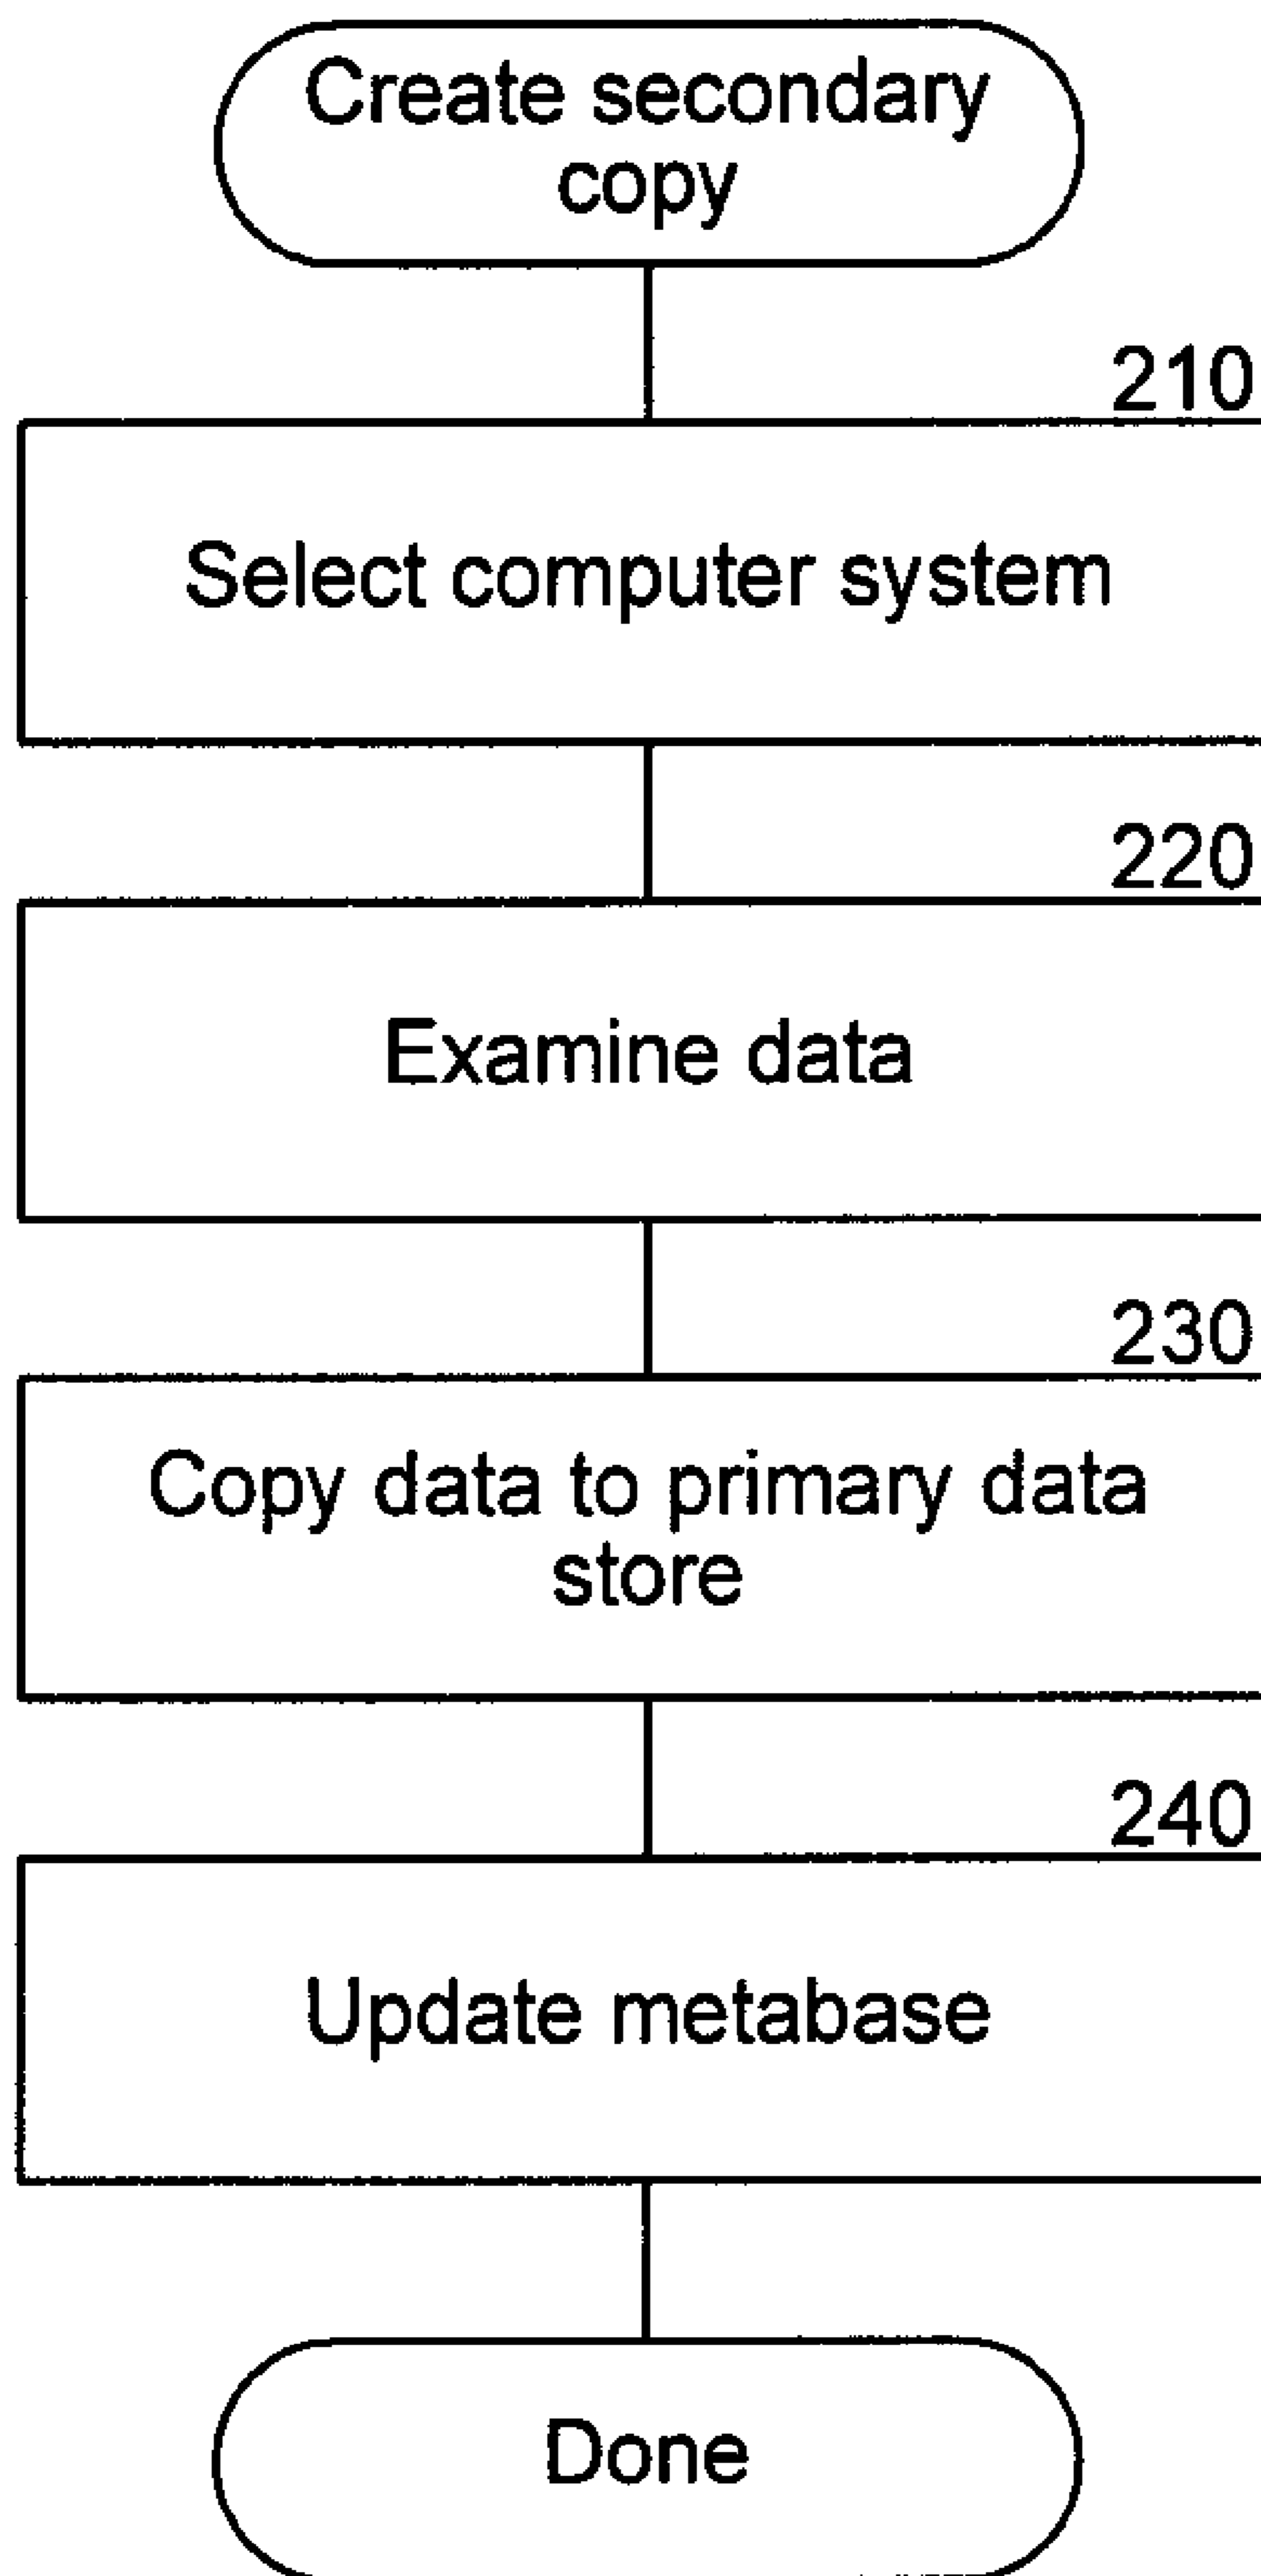 Create secondary
copy
210
Select computer system
220
Examine data
230
Copy data to primary data
store
240
Update metabase
Done